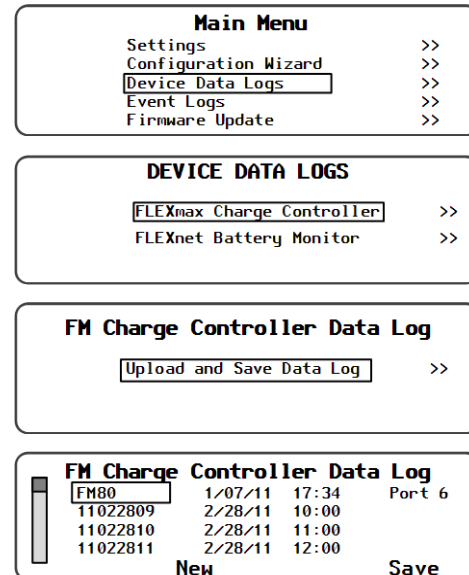 Main Menu
Settings >>
Configuration Wizard >>
Device Data Logs >>
Event Logs >>
Firmware Update >>
DEVICE DATA LOGS
FLEXmax Charge Controller >>
FLEXnet Battery Monitor >>
FM Charge Controller Data Log
Upload and Save Data Log >>
FM Charge Controller Data Log
FM80 1/07/11 17:34 Port 6
11022809 2/28/11 10:00
11022810 2/28/11 11:00
11022811 2/28/11 12:00
New Save